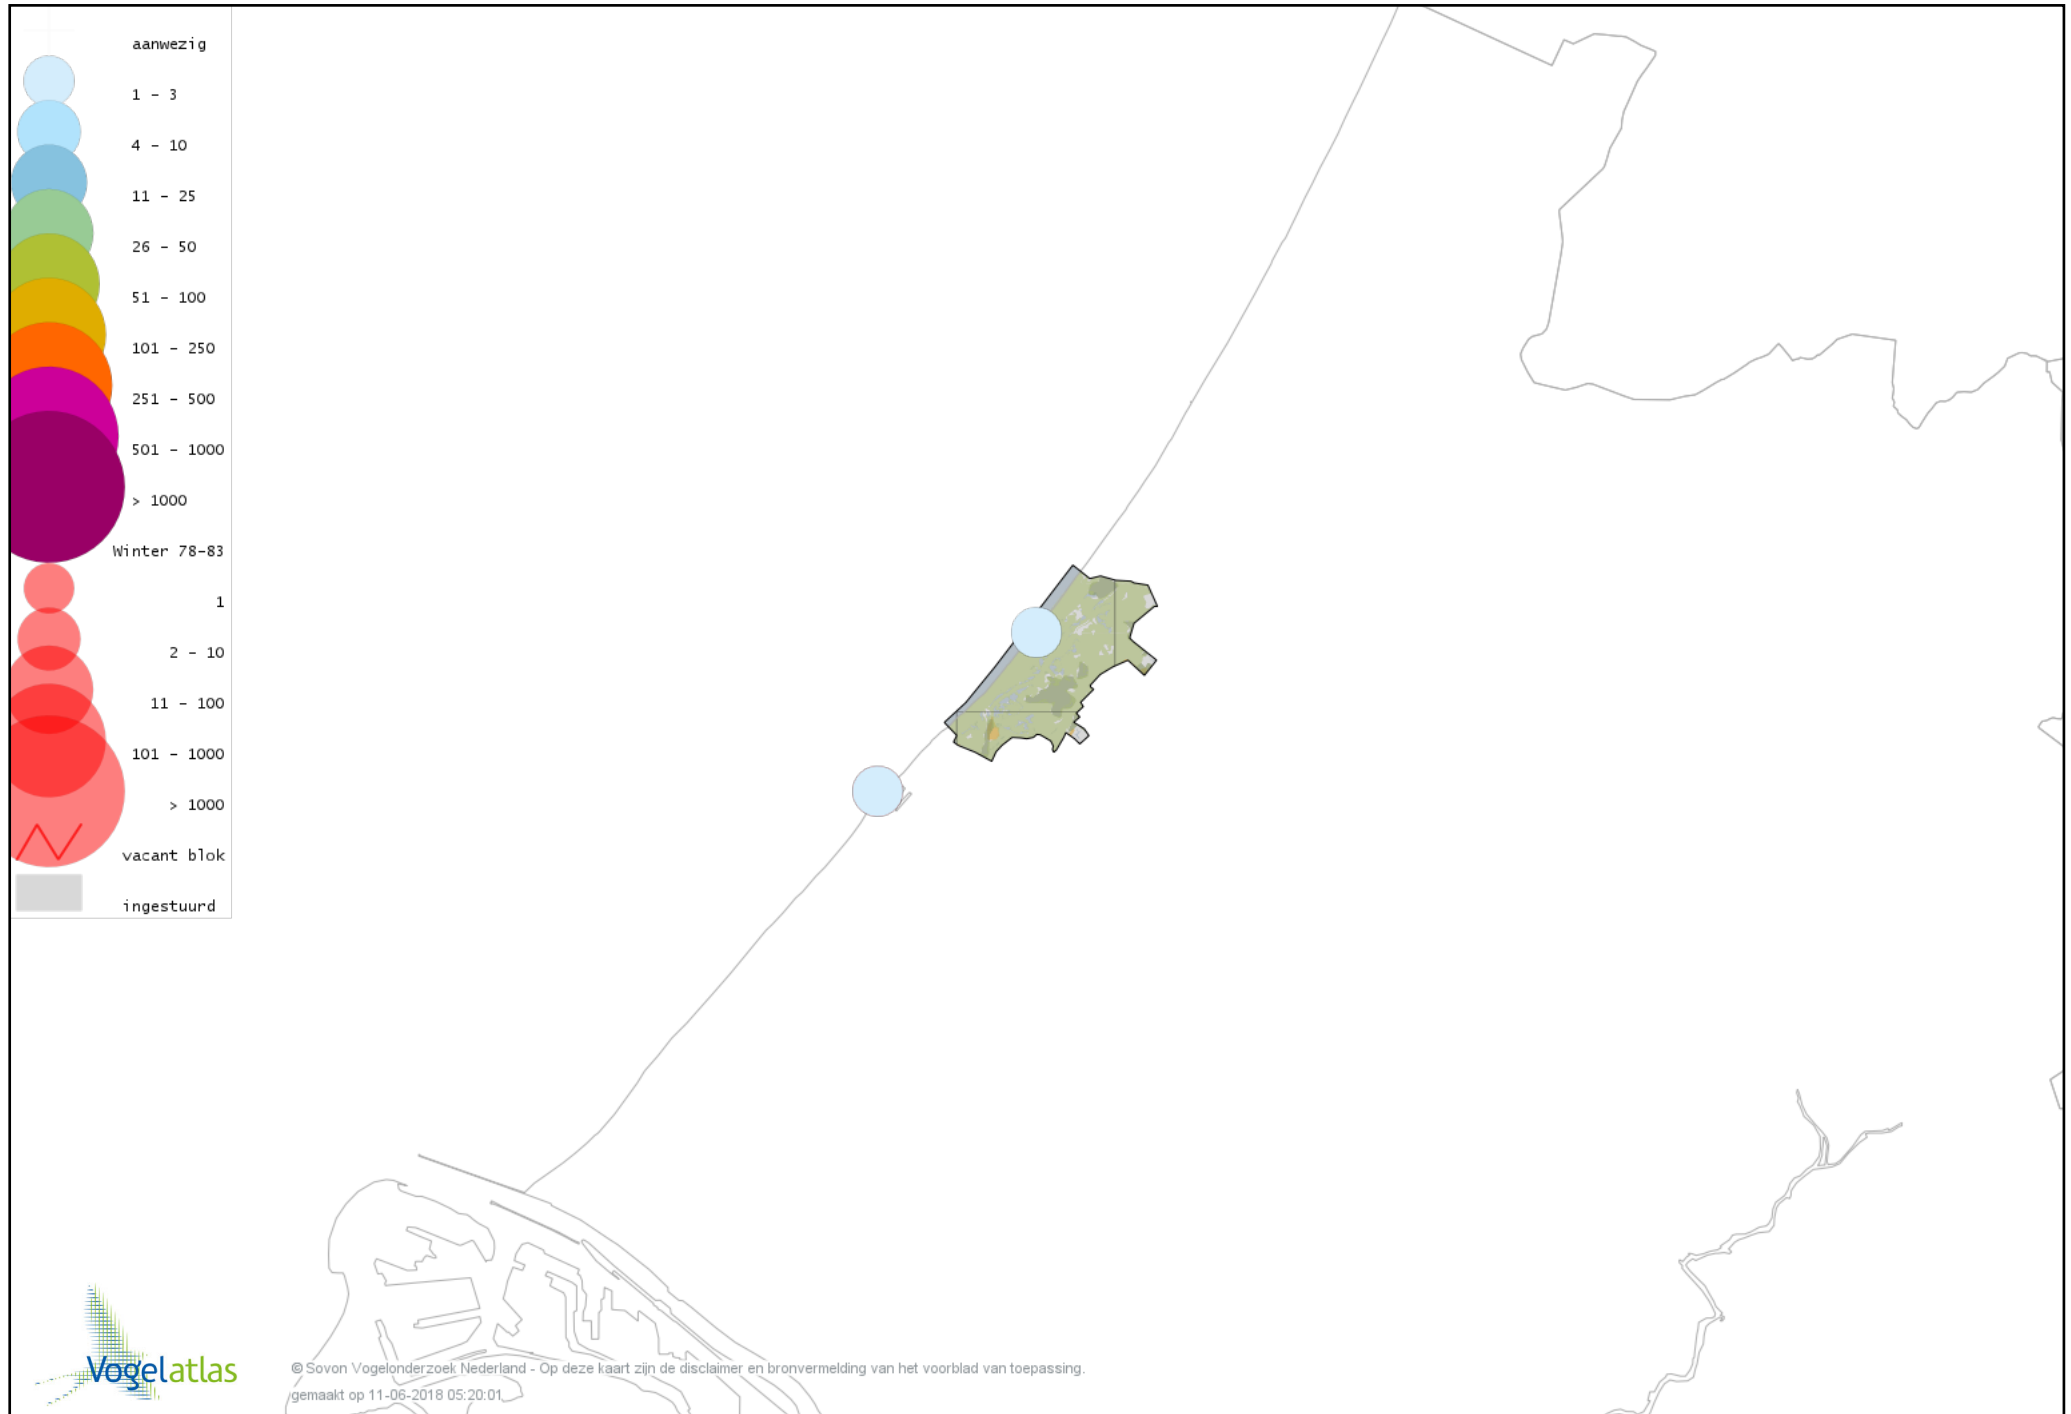 aanwezig
1 - 3
4 - 10
11 - 25
26 - 50
51 - 100
101 - 250
251 - 500
501 - 1000
> 1000
Winter 78-83
1
2 - 10
11 - 100
101 - 1000
> 1000
vacant blok
ingestuurd
Vogelatlas
© Sovon Vogelonderzoek Nederland - Op deze kaart zijn de disclaimer en bronvermelding van het voorblad van toepassing.
gemaakt op 11-06-2018 05:20:01